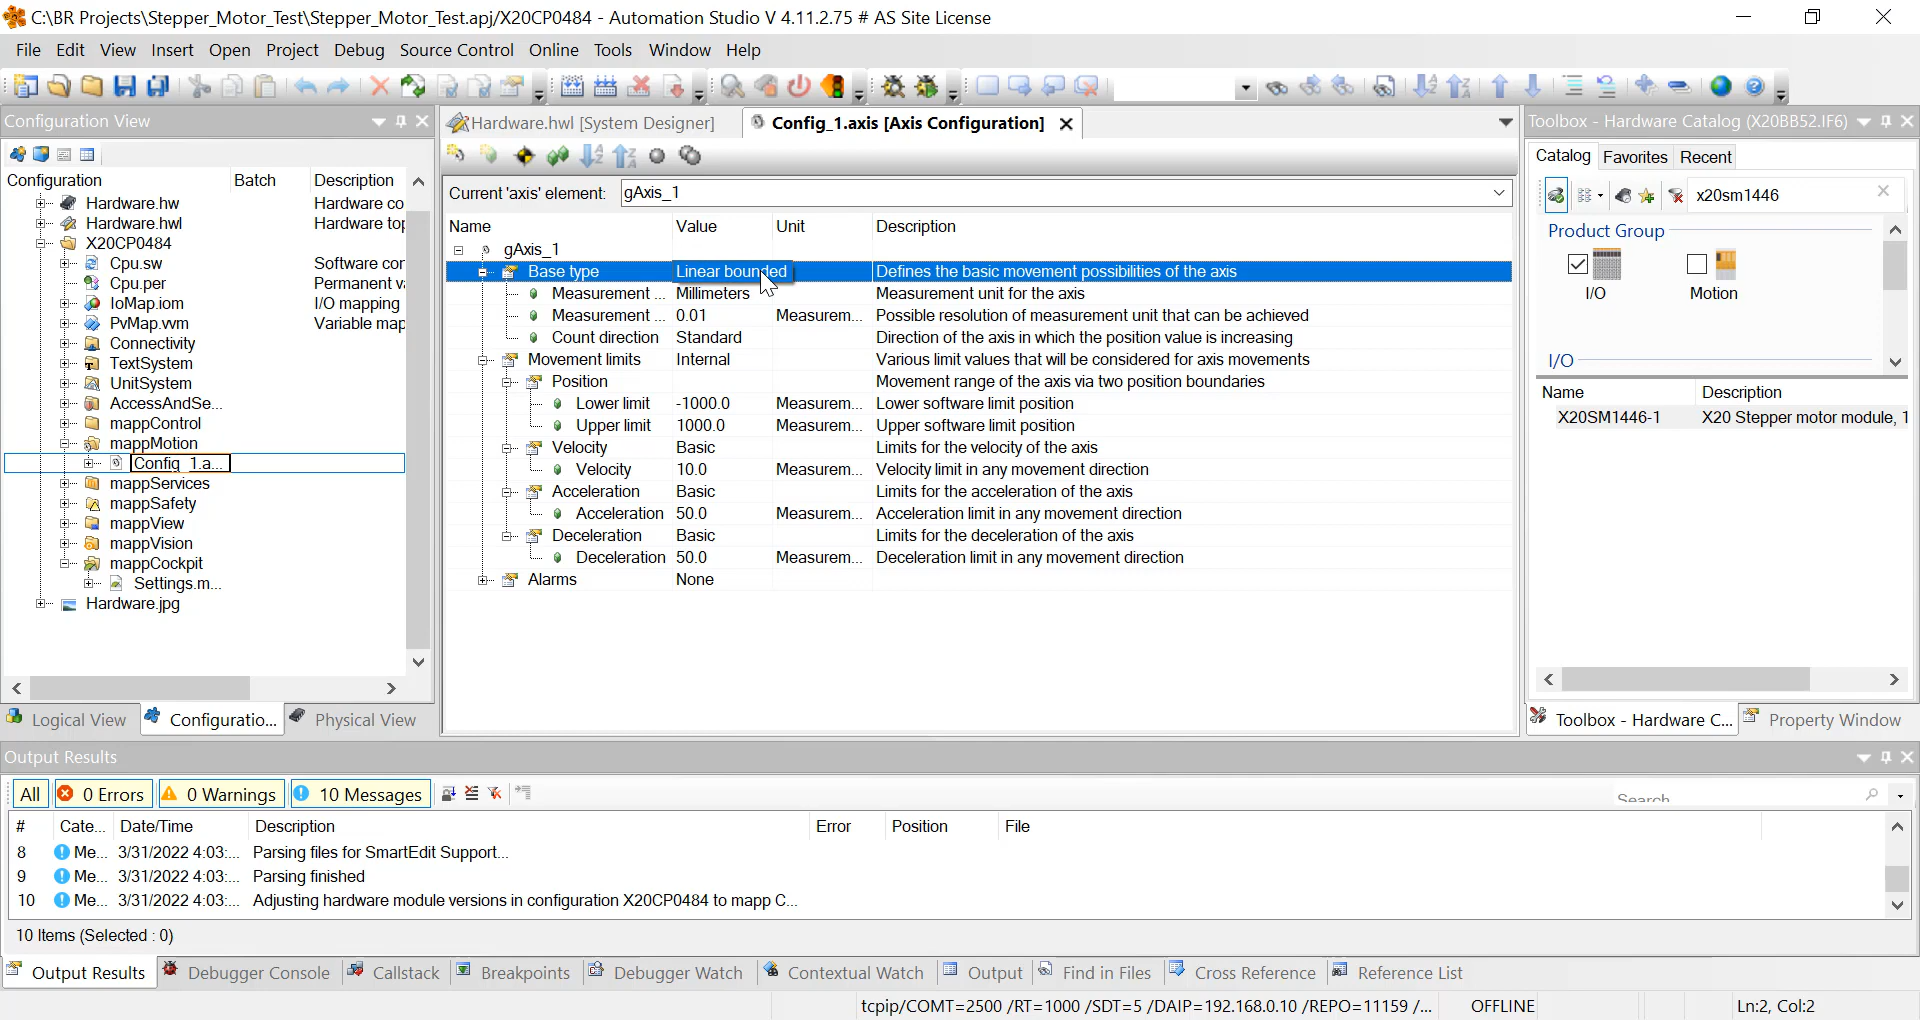 C:\BR Projects\Stepper_Motor_Test\Stepper_Motor_Test.apj/X20CP0484 - Automation Studio V 4.11.2.75 # AS Site License
File Edit View Insert Open Project Debug Source Control Online Tools Window Help
Configuration View
Configuration Batch Description
Hardware.hw Hardware co
Hardware.hwl Hardware top
X20CP0484
Cpu.sw Software cor
Cpu.per Permanent va
IoMap.iom I/O mapping
PvMap.vvm Variable map
Connectivity
TextSystem
UnitSystem
AccessAndSe...
mappControl
mappMotion
Config_1.a...
mappServices
mappSafety
mappView
mappVision
mappCockpit
Settings.m...
Hardware.jpg
Logical View Configuratio... Physical View
Hardware.hwl [System Designer] Config_1.axis [Axis Configuration]
Current 'axis' element: gAxis_1
Name Value Unit Description
gAxis_1
Base type Linear bounded Defines the basic movement possibilities of the axis
Measurement ... Millimeters Measurement unit for the axis
Measurement ... 0.01 Measurem... Possible resolution of measurement unit that can be achieved
Count direction Standard Direction of the axis in which the position value is increasing
Movement limits Internal Various limit values that will be considered for axis movements
Position Movement range of the axis via two position boundaries
Lower limit -1000.0 Measurem... Lower software limit position
Upper limit 1000.0 Measurem... Upper software limit position
Velocity Basic Limits for the velocity of the axis
Velocity 10.0 Measurem... Velocity limit in any movement direction
Acceleration Basic Limits for the acceleration of the axis
Acceleration 50.0 Measurem... Acceleration limit in any movement direction
Deceleration Basic Limits for the deceleration of the axis
Deceleration 50.0 Measurem... Deceleration limit in any movement direction
Alarms None
Toolbox - Hardware Catalog (X20BB52.IF6)
Catalog Favorites Recent
x20sm1446
Product Group
I/O Motion
I/O
Name Description
X20SM1446-1 X20 Stepper motor module, 1
Toolbox - Hardware C... Property Window
Output Results
All 0 Errors 0 Warnings 10 Messages Search
# Cate... Date/Time Description Error Position File
8 Me... 3/31/2022 4:03:... Parsing files for SmartEdit Support...
9 Me... 3/31/2022 4:03:... Parsing finished
10 Me... 3/31/2022 4:03:... Adjusting hardware module versions in configuration X20CP0484 to mapp C...
10 Items (Selected : 0)
Output Results Debugger Console Callstack Breakpoints Debugger Watch Contextual Watch Output Find in Files Cross Reference Reference List
tcpip/COMT=2500 /RT=1000 /SDT=5 /DAIP=192.168.0.10 /REPO=11159 /... OFFLINE Ln:2, Col:2